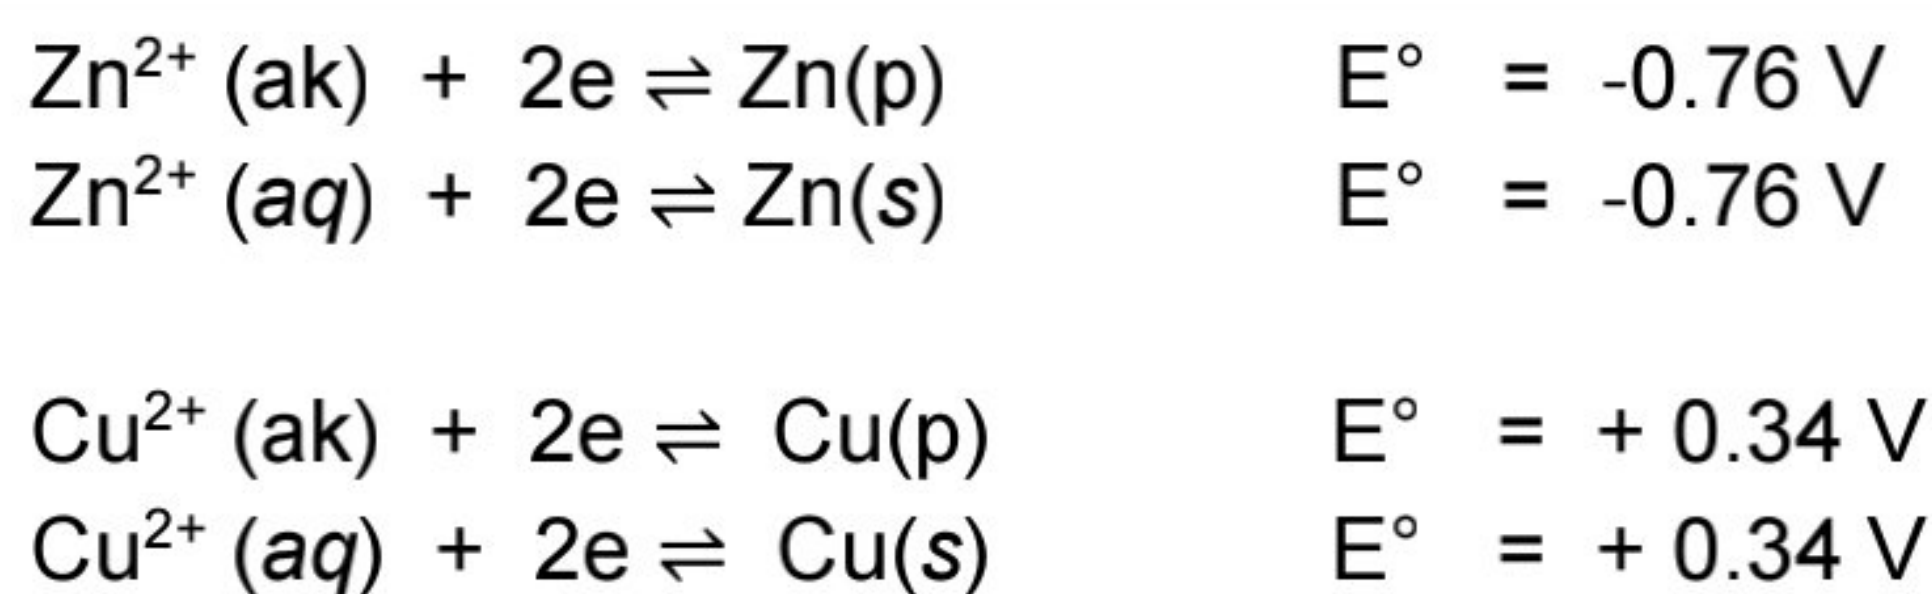 Zn²⁺ (ak) + 2e ⇌ Zn(p) E° = -0.76 V
Zn²⁺ (aq) + 2e ⇌ Zn(s) E° = -0.76 V
Cu²⁺ (ak) + 2e ⇌ Cu(p) E° = + 0.34 V
Cu²⁺ (aq) + 2e ⇌ Cu(s) E° = + 0.34 V